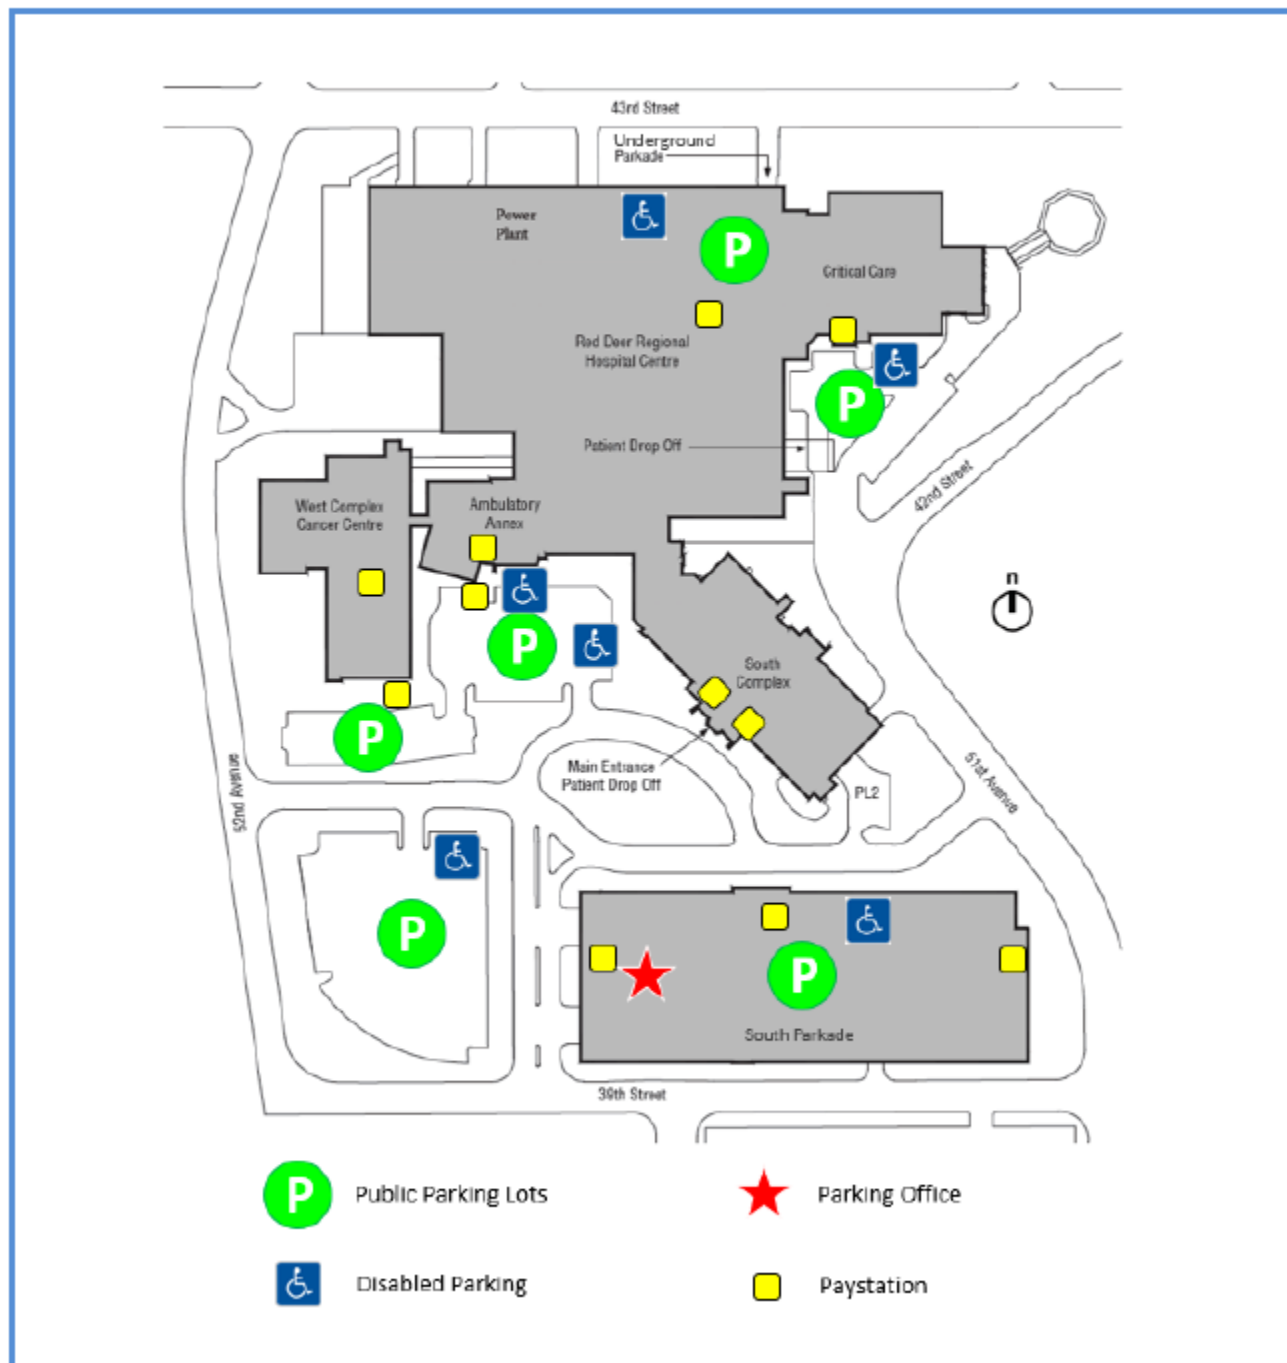 43rd Street
Underground
Parkade
Power
Plant
P
Critical Care
Red Deer Regional
Hospital Centre
P
Patient Drop Off
42nd Street
West Complex
Cancer Centre
Ambulatory
Annex
n
P
South
Complex
P
Main Entrance
Patient Drop Off
52nd Avenue
51st Avenue
PL2
P
P
South Parkade
39th Street
P
Public Parking Lots
Parking Office
Disabled Parking
Paystation